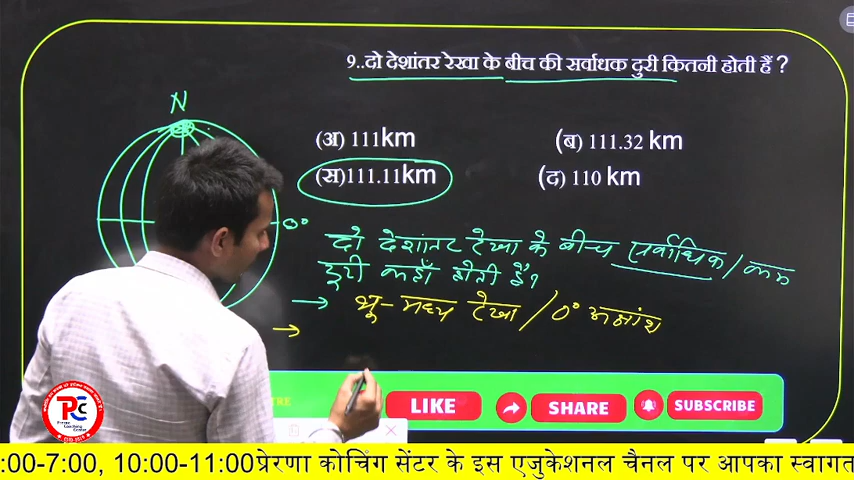 9..दो देशांतर रेखा के बीच की सर्वाधक दुरी कितनी होती हैं ?
N
(अ) 111km
(ब) 111.32 km
(स)111.11km
(द) 110 km
0°
दो देशांतर रेखा के बीच सर्वाधिक / कम
दूरी कहाँ होती है?
→ भू-मध्य रेखा / 0° अक्षांश
→
LIKE
SHARE
SUBSCRIBE
:00-7:00, 10:00-11:00प्रेरणा कोचिंग सेंटर के इस एजुकेशनल चैनल पर आपका स्वागत